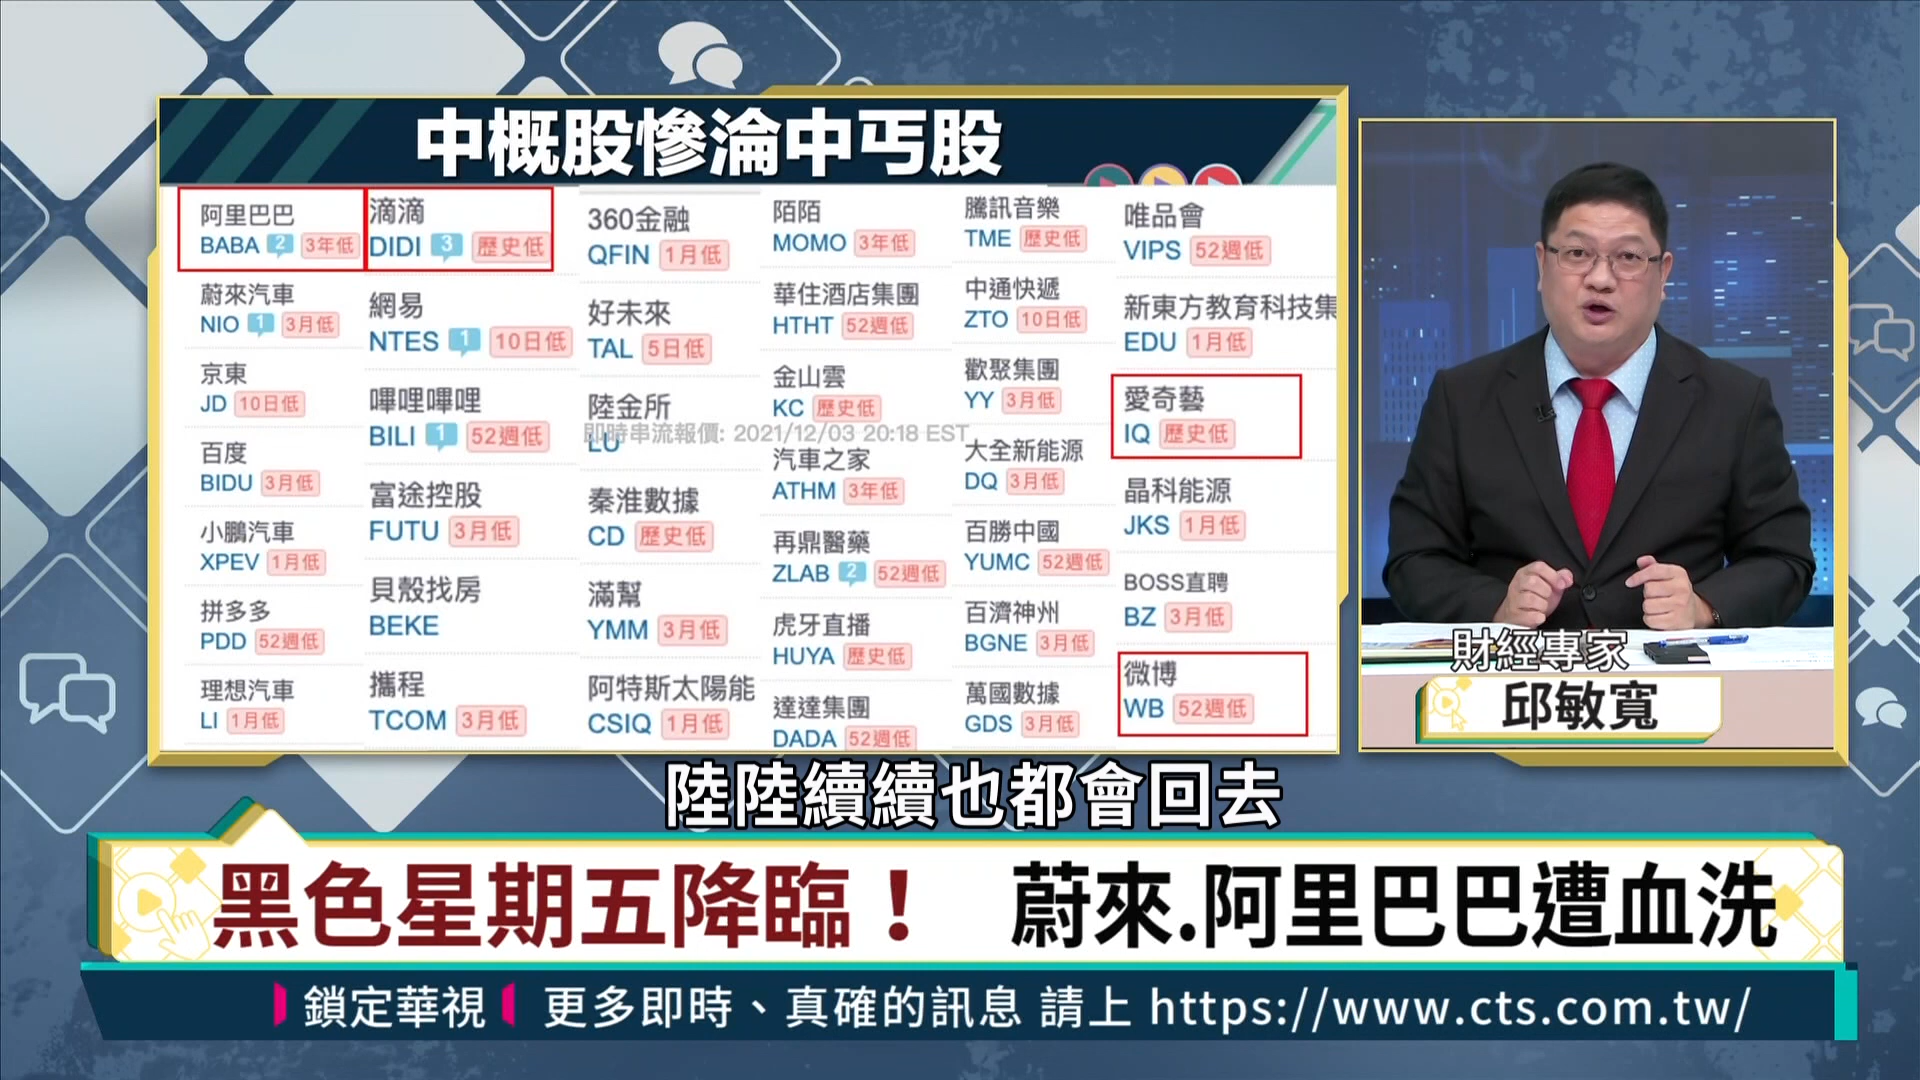 中概股慘淪中丐股
阿里巴巴
BABA 2 3年低
蔚來汽車
NIO 1 3月低
京東
JD 10日低
百度
BIDU 3月低
小鵬汽車
XPEV 1月低
拼多多
PDD 52週低
理想汽車
LI 1月低
滴滴
DIDI 3 歷史低
網易
NTES 1 10日低
嗶哩嗶哩
BILI 1 52週低
富途控股
FUTU 3月低
貝殼找房
BEKE
攜程
TCOM 3月低
360金融
QFIN 1月低
好未來
TAL 5日低
陸金所
LU
即時串流報價: 2021/12/03 20:18 EST
秦淮數據
CD 歷史低
滿幫
YMM 3月低
阿特斯太陽能
CSIQ 1月低
陌陌
MOMO 3年低
華住酒店集團
HTHT 52週低
金山雲
KC 歷史低
汽車之家
ATHM 3年低
再鼎醫藥
ZLAB 2 52週低
虎牙直播
HUYA 歷史低
達達集團
DADA 52週低
騰訊音樂
TME 歷史低
中通快遞
ZTO 10日低
歡聚集團
YY 3月低
大全新能源
DQ 3月低
百勝中國
YUMC 52週低
百濟神州
BGNE 3月低
萬國數據
GDS 3月低
唯品會
VIPS 52週低
新東方教育科技集
EDU 1月低
愛奇藝
IQ 歷史低
晶科能源
JKS 1月低
BOSS直聘
BZ 3月低
微博
WB 52週低
財經專家
邱敏寬
陸陸續續也都會回去
黑色星期五降臨！ 蔚來.阿里巴巴遭血洗
鎖定華視 更多即時、真確的訊息 請上 https://www.cts.com.tw/